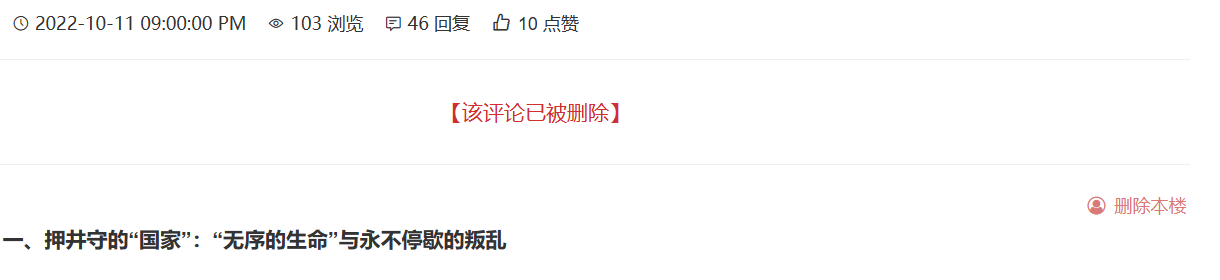 2022-10-11 09:00:00 PM 103 浏览 46 回复 10 点赞
【该评论已被删除】
删除本楼
一、押井守的“国家”：“无序的生命”与永不停歇的叛乱